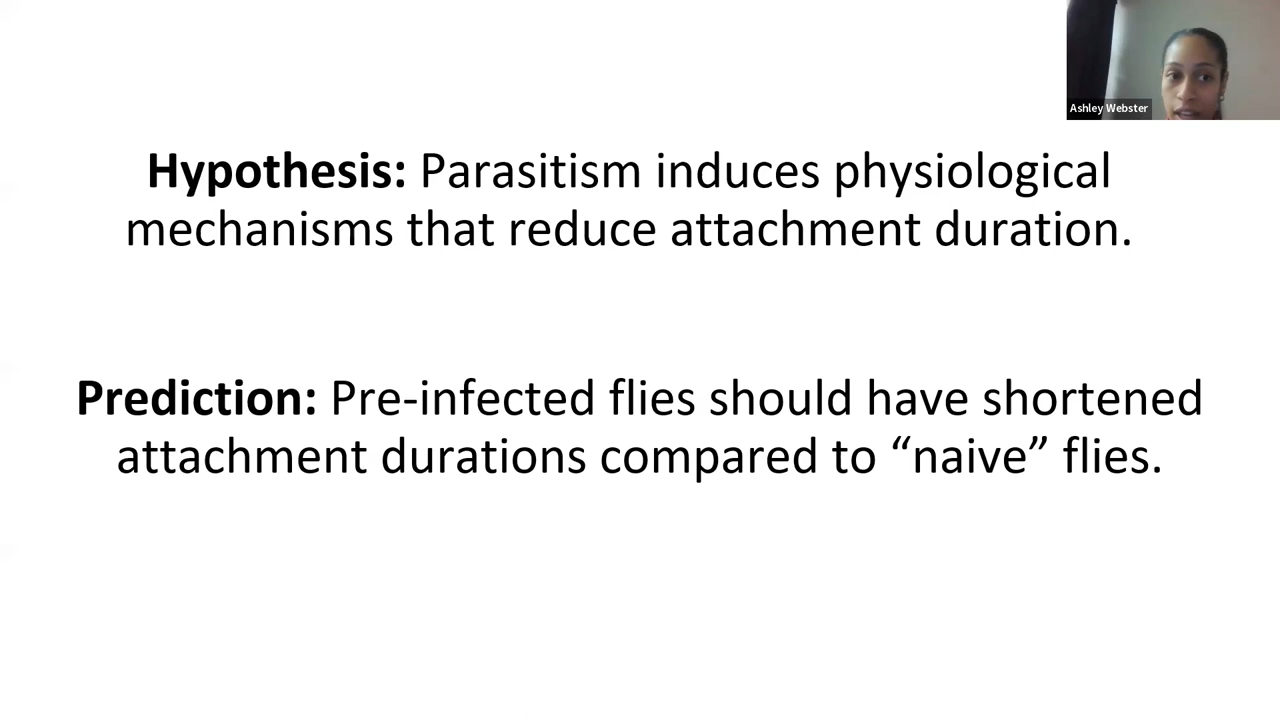 Ashley Webster
Hypothesis: Parasitism induces physiological
mechanisms that reduce attachment duration.
Prediction: Pre-infected flies should have shortened
attachment durations compared to “naive” flies.